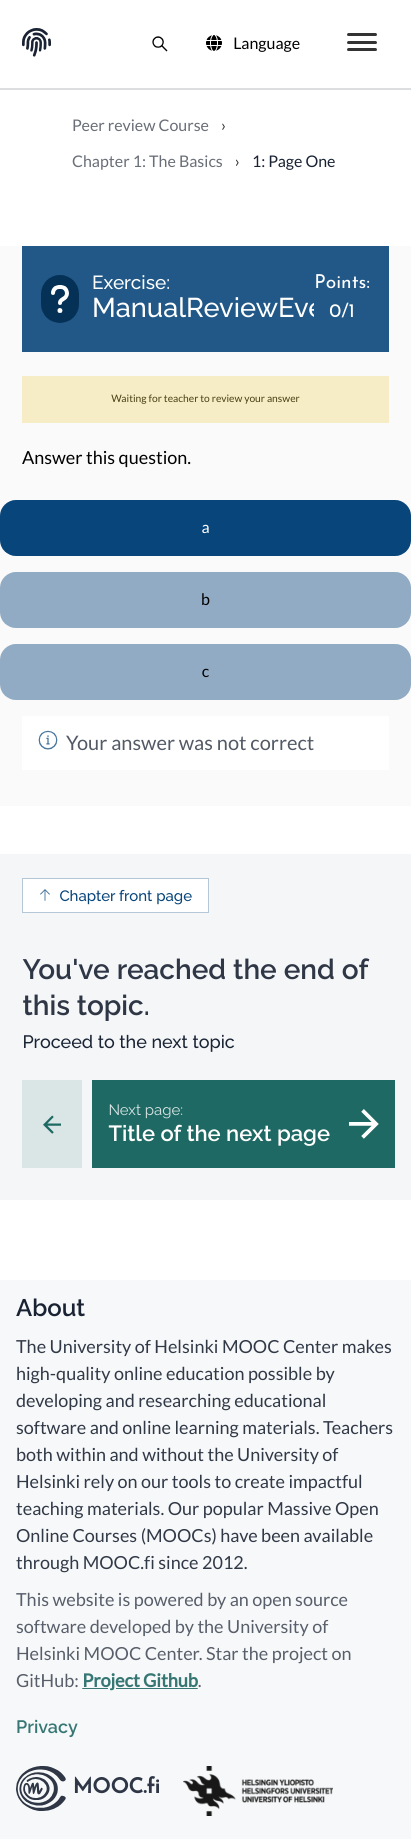 Language
Peer review Course ›
Chapter 1: The Basics › 1: Page One
Exercise:
Points:
ManualReviewEve
0/1
?
Waiting for teacher to review your answer
Answer this question.
a
b
c
Your answer was not correct
Chapter front page
You've reached the end of
this topic.
Proceed to the next topic
Next page:
Title of the next page
About
The University of Helsinki MOOC Center makes
high-quality online education possible by
developing and researching educational
software and online learning materials. Teachers
both within and without the University of
Helsinki rely on our tools to create impactful
teaching materials. Our popular Massive Open
Online Courses (MOOCs) have been available
through MOOC.fi since 2012.
This website is powered by an open source
software developed by the University of
Helsinki MOOC Center. Star the project on
GitHub: Project Github.
Privacy
MOOC.fi
HELSINGIN YLIOPISTO
HELSINGFORS UNIVERSITET
UNIVERSITY OF HELSINKI